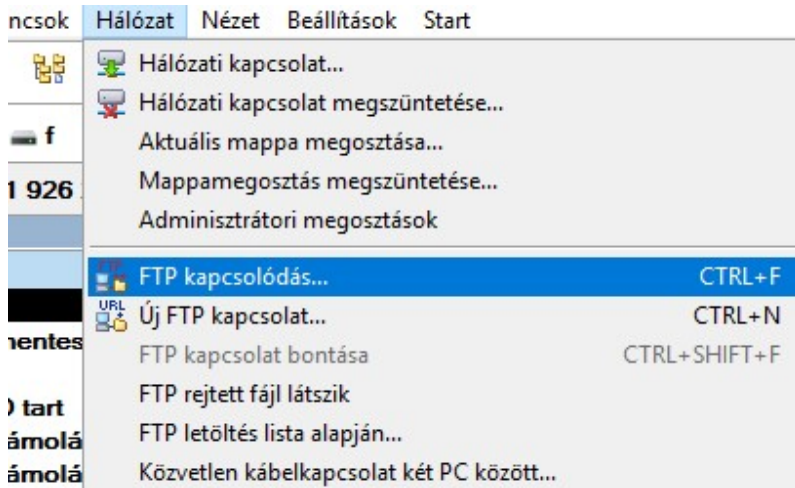 ncsok Hálózat Nézet Beállítások Start
Hálózati kapcsolat...
Hálózati kapcsolat megszüntetése...
f
Aktuális mappa megosztása...
1 926
Mappamegosztás megszüntetése...
Adminisztrátori megosztások
FTP kapcsolódás... CTRL+F
URL
Új FTP kapcsolat... CTRL+N
mentes
FTP kapcsolat bontása CTRL+SHIFT+F
FTP rejtett fájl látszik
tart
FTP letöltés lista alapján...
ámolá
Közvetlen kábelkapcsolat két PC között...
ámolá